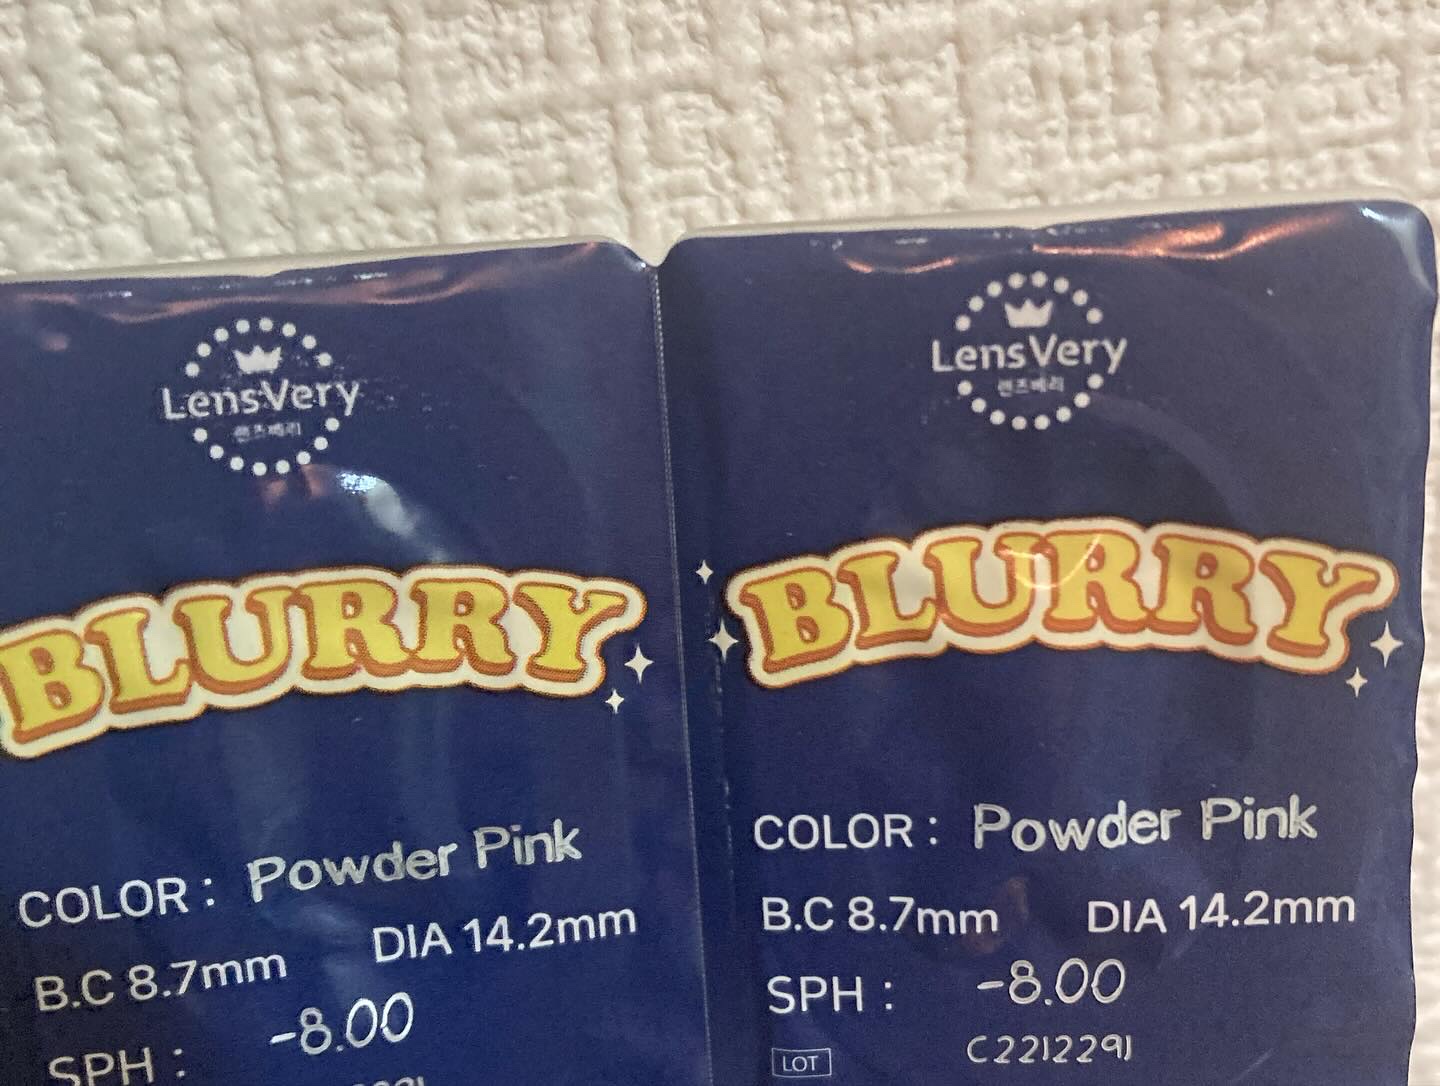 LensVery
렌즈베리
BLURRY
COLOR : Powder Pink
B.C 8.7mm DIA 14.2mm
SPH : -8.00
LensVery
렌즈베리
BLURRY
COLOR : Powder Pink
B.C 8.7mm DIA 14.2mm
SPH : -8.00
LOT C2212291